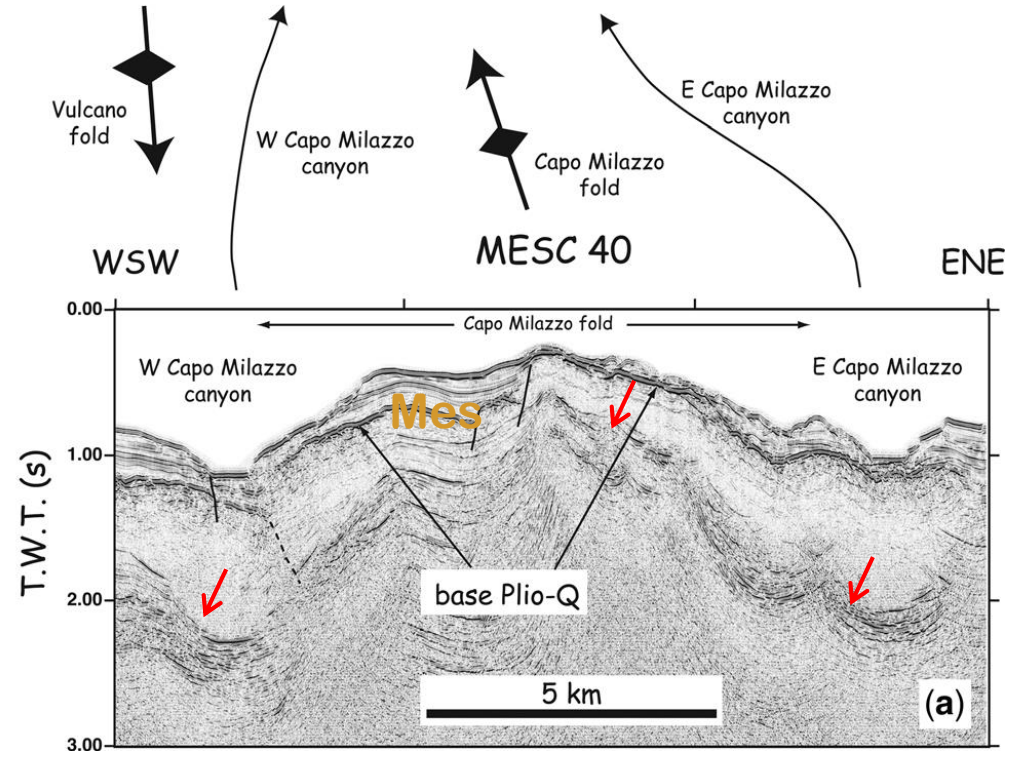 Vulcano
fold
W Capo Milazzo
canyon
Capo Milazzo
fold
E Capo Milazzo
canyon
WSW
MESC 40
ENE
0.00
Capo Milazzo fold
W Capo Milazzo
canyon
E Capo Milazzo
canyon
Mes
1.00
T.W.T. (s)
base Plio-Q
2.00
5 km
(a)
3.00